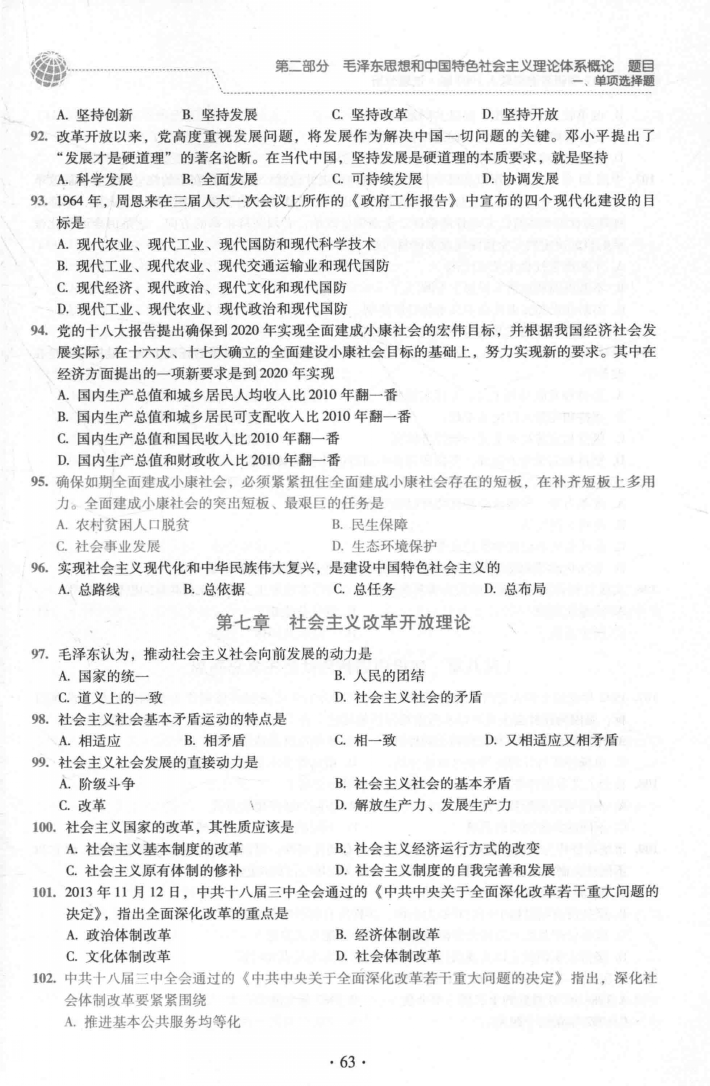 第二部分　毛泽东思想和中国特色社会主义理论体系概论　题目
一、单项选择题
A. 坚持创新　B. 坚持发展　C. 坚持改革　D. 坚持开放
92. 改革开放以来，党高度重视发展问题，将发展作为解决中国一切问题的关键。邓小平提出了
“发展才是硬道理”的著名论断。在当代中国，坚持发展是硬道理的本质要求，就是坚持
A. 科学发展　B. 全面发展　C. 可持续发展　D. 协调发展
93. 1964 年，周恩来在三届人大一次会议上所作的《政府工作报告》中宣布的四个现代化建设的目
标是
A. 现代农业、现代工业、现代国防和现代科学技术
B. 现代工业、现代农业、现代交通运输业和现代国防
C. 现代经济、现代政治、现代文化和现代国防
D. 现代工业、现代农业、现代政治和现代国防
94. 党的十八大报告提出确保到 2020 年实现全面建成小康社会的宏伟目标，并根据我国经济社会发
展实际，在十六大、十七大确立的全面建设小康社会目标的基础上，努力实现新的要求。其中在
经济方面提出的一项新要求是到 2020 年实现
A. 国内生产总值和城乡居民人均收入比 2010 年翻一番
B. 国内生产总值和城乡居民可支配收入比 2010 年翻一番
C. 国内生产总值和国民收入比 2010 年翻一番
D. 国内生产总值和财政收入比 2010 年翻一番
95. 确保如期全面建成小康社会，必须紧紧扭住全面建成小康社会存在的短板，在补齐短板上多用
力。全面建成小康社会的突出短板、最艰巨的任务是
A. 农村贫困人口脱贫　B. 民生保障
C. 社会事业发展　D. 生态环境保护
96. 实现社会主义现代化和中华民族伟大复兴，是建设中国特色社会主义的
A. 总路线　B. 总依据　C. 总任务　D. 总布局
第七章　社会主义改革开放理论
97. 毛泽东认为，推动社会主义社会向前发展的动力是
A. 国家的统一　B. 人民的团结
C. 道义上的一致　D. 社会主义社会的矛盾
98. 社会主义社会基本矛盾运动的特点是
A. 相适应　B. 相矛盾　C. 相一致　D. 又相适应又相矛盾
99. 社会主义社会发展的直接动力是
A. 阶级斗争　B. 社会主义社会的基本矛盾
C. 改革　D. 解放生产力、发展生产力
100. 社会主义国家的改革，其性质应该是
A. 社会主义基本制度的改革　B. 社会主义经济运行方式的改变
C. 社会主义原有体制的修补　D. 社会主义制度的自我完善和发展
101. 2013 年 11 月 12 日，中共十八届三中全会通过的《中共中央关于全面深化改革若干重大问题的
决定》，指出全面深化改革的重点是
A. 政治体制改革　B. 经济体制改革
C. 文化体制改革　D. 社会体制改革
102. 中共十八届三中全会通过的《中共中央关于全面深化改革若干重大问题的决定》指出，深化社
会体制改革要紧紧围绕
A. 推进基本公共服务均等化
· 63 ·